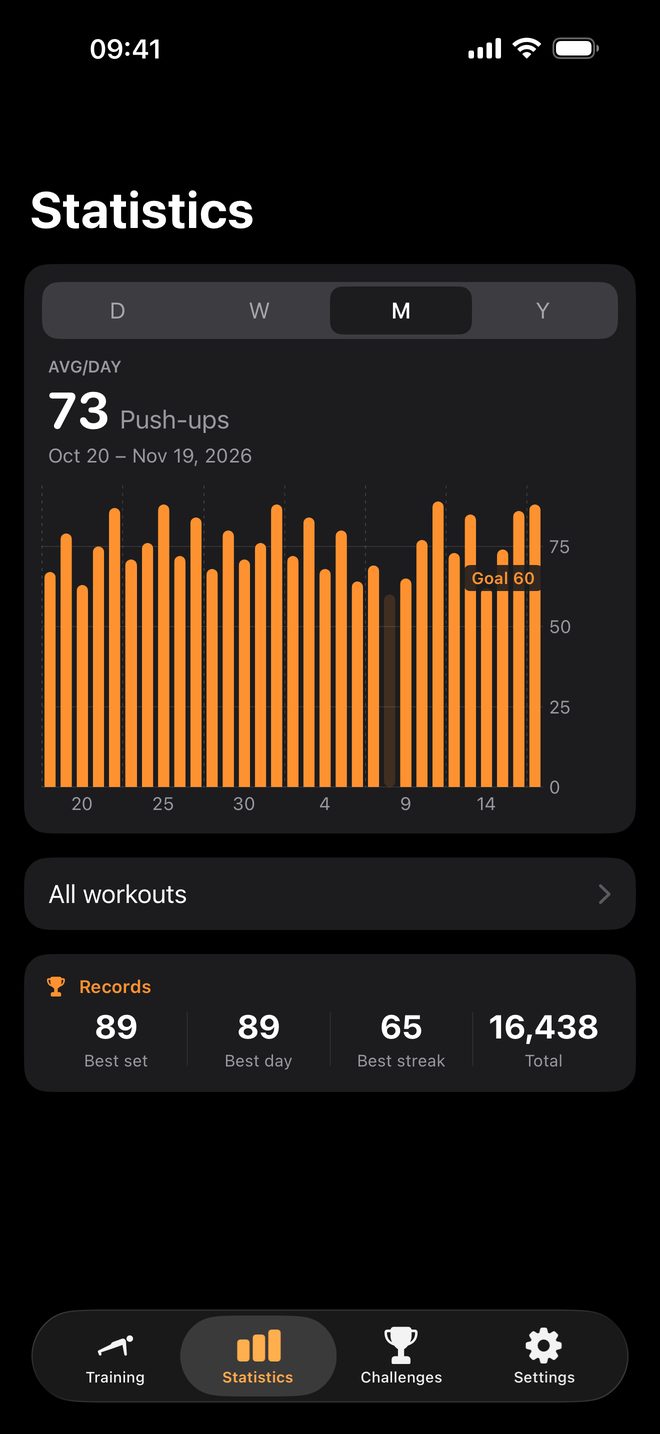 09:41
Statistics
D W M Y
AVG/DAY
73 Push-ups
Oct 20 – Nov 19, 2026
75
Goal 60
50
25
0
20 25 30 4 9 14
All workouts
Records
89 89 65 16,438
Best set Best day Best streak Total
Training Statistics Challenges Settings